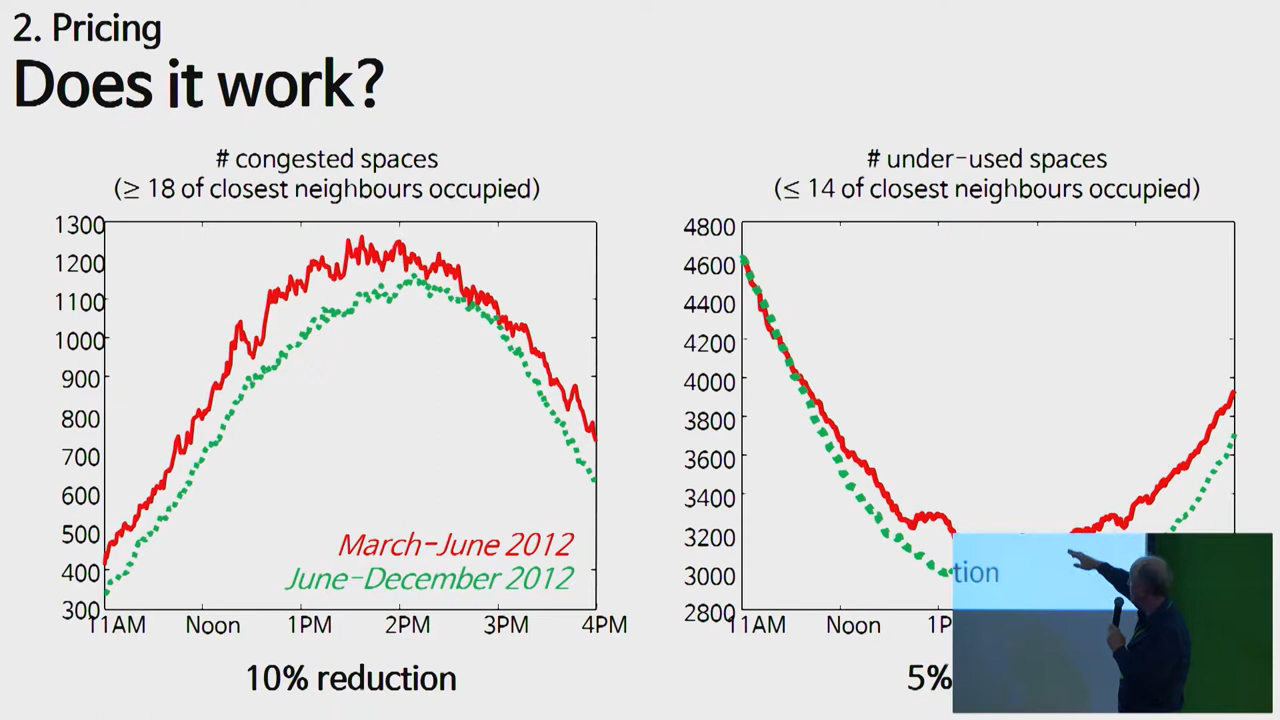 2. Pricing
Does it work?
# congested spaces
(≥ 18 of closest neighbours occupied)
1300
1200
1100
1000
900
800
700
600
500
400
300
11AM Noon 1PM 2PM 3PM 4PM
March-June 2012
June-December 2012
10% reduction
# under-used spaces
(≤ 14 of closest neighbours occupied)
4800
4600
4400
4200
4000
3800
3600
3400
3200
3000
2800
11AM Noon
5%
tion